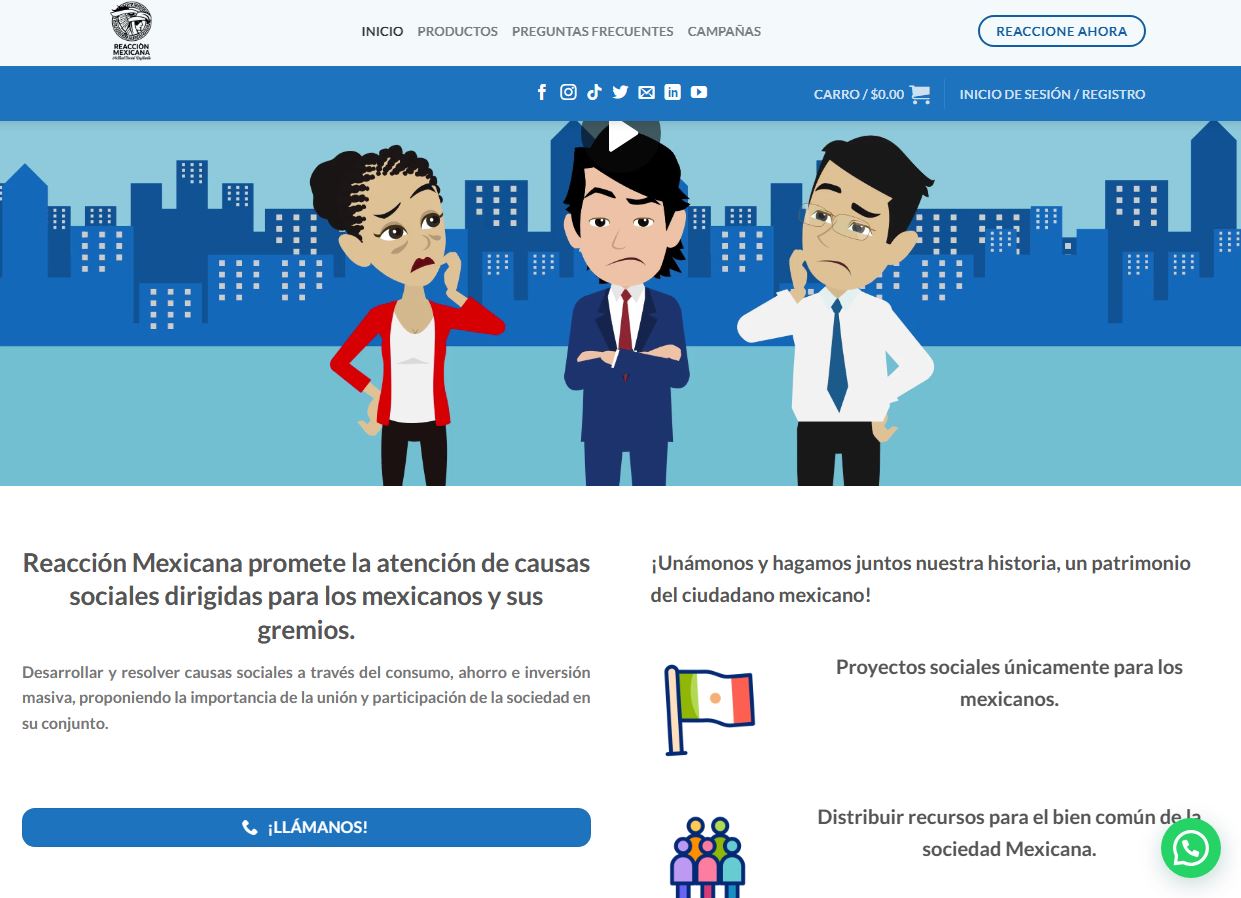 REACCIÓN
MEXICANA
INICIO PRODUCTOS PREGUNTAS FRECUENTES CAMPAÑAS
REACCIONE AHORA
CARRO / $0.00
INICIO DE SESIÓN / REGISTRO
Reacción Mexicana promete la atención de causas
sociales dirigidas para los mexicanos y sus
gremios.
Desarrollar y resolver causas sociales a través del consumo, ahorro e inversión
masiva, proponiendo la importancia de la unión y participación de la sociedad en
su conjunto.
¡LLÁMANOS!
¡Unámonos y hagamos juntos nuestra historia, un patrimonio
del ciudadano mexicano!
Proyectos sociales únicamente para los
mexicanos.
Distribuir recursos para el bien común de la
sociedad Mexicana.